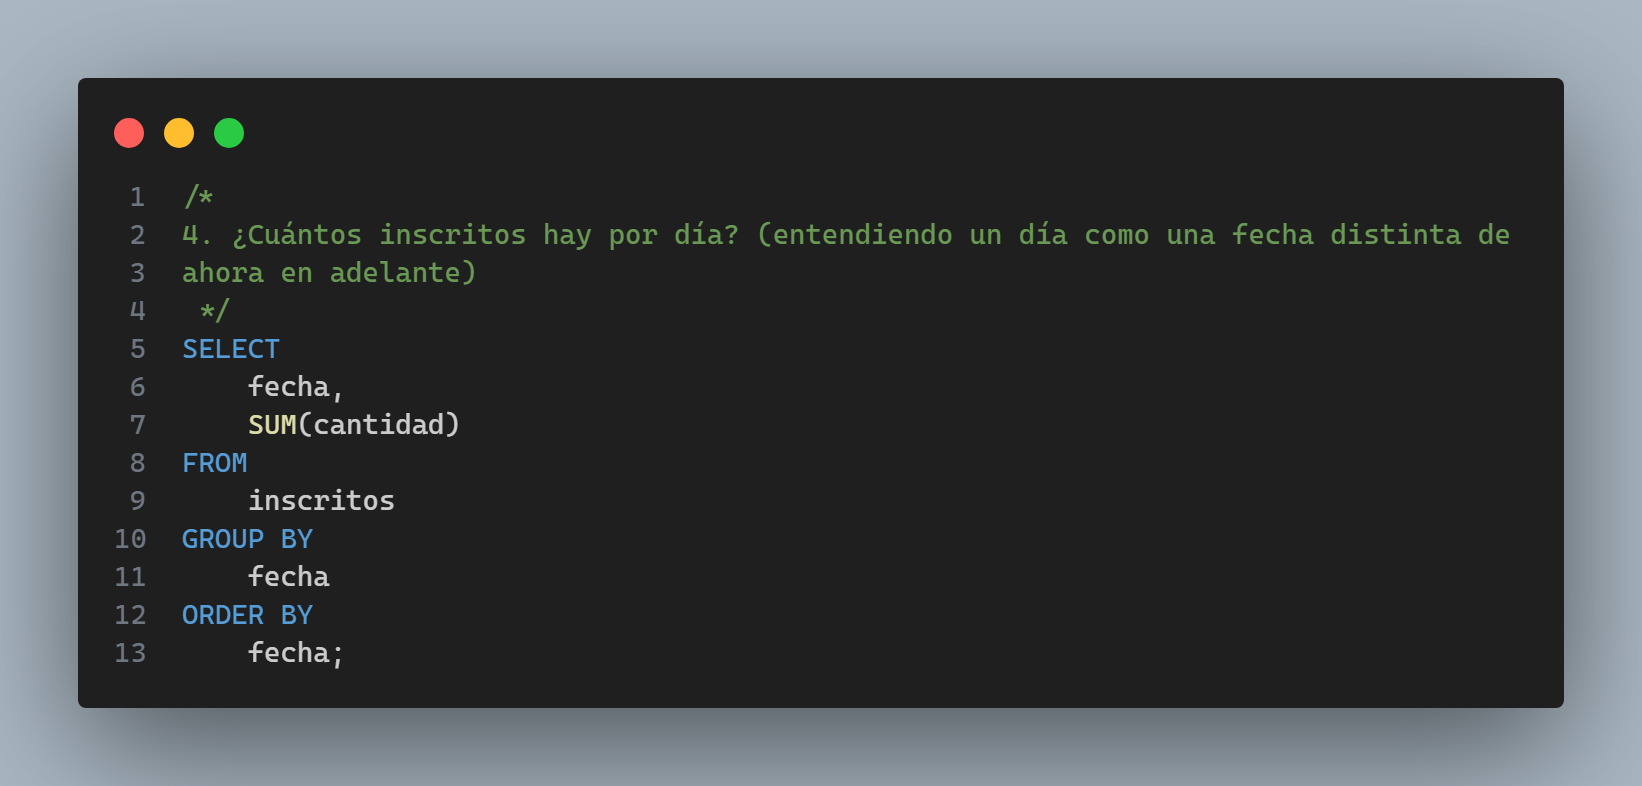 1 /*
2 4. ¿Cuántos inscritos hay por día? (entendiendo un día como una fecha distinta de
3 ahora en adelante)
4  */
5 SELECT
6     fecha,
7     SUM(cantidad)
8 FROM
9     inscritos
10 GROUP BY
11     fecha
12 ORDER BY
13     fecha;